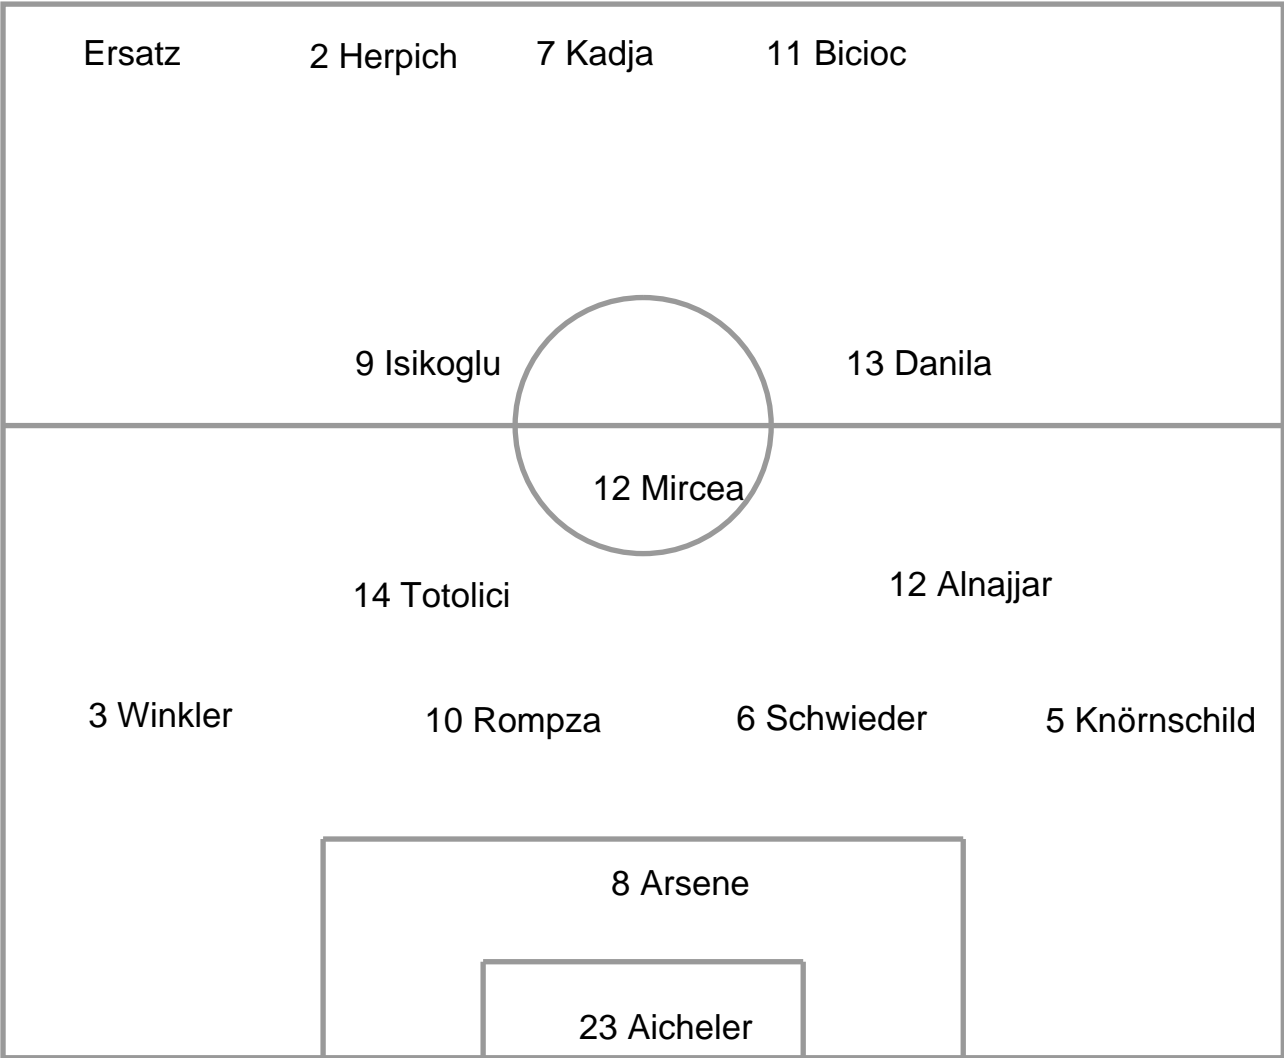 Ersatz 2 Herpich 7 Kadja 11 Bicioc
9 Isikoglu 13 Danila
12 Mircea
14 Totolici 12 Alnajjar
3 Winkler 10 Rompza 6 Schwieder 5 Knörnschild
8 Arsene
23 Aicheler